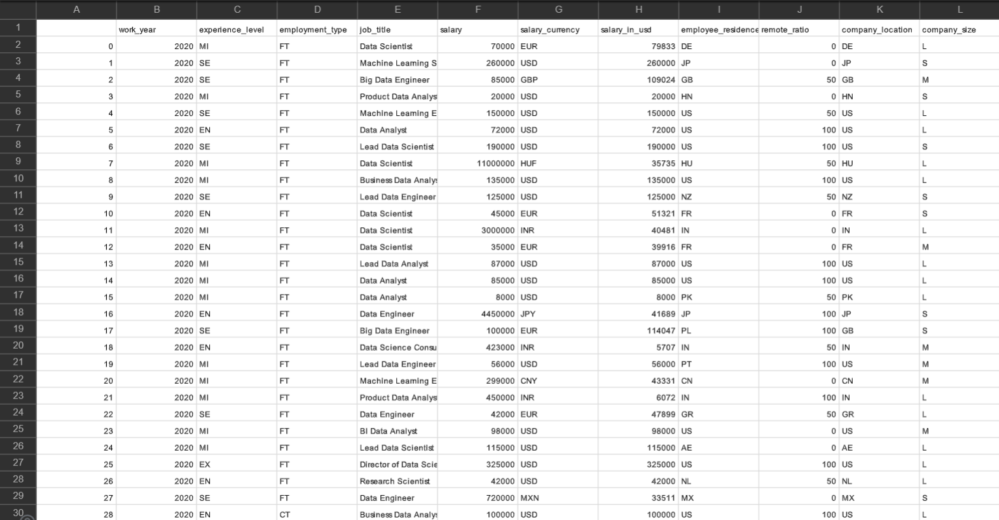 A B C D E F G H I J K L
1 work_year experience_level employment_type job_title salary salary_currency salary_in_usd employee_residence remote_ratio company_location company_size
2 0 2020 MI FT Data Scientist 70000 EUR 79833 DE 0 DE L
3 1 2020 SE FT Machine Learning S 260000 USD 260000 JP 0 JP S
4 2 2020 SE FT Big Data Engineer 85000 GBP 109024 GB 50 GB M
5 3 2020 MI FT Product Data Analys 20000 USD 20000 HN 0 HN S
6 4 2020 SE FT Machine Learning E 150000 USD 150000 US 50 US L
7 5 2020 EN FT Data Analyst 72000 USD 72000 US 100 US L
8 6 2020 SE FT Lead Data Scientist 190000 USD 190000 US 100 US S
9 7 2020 MI FT Data Scientist 11000000 HUF 35735 HU 50 HU L
10 8 2020 MI FT Business Data Analys 135000 USD 135000 US 100 US L
11 9 2020 SE FT Lead Data Engineer 125000 USD 125000 NZ 50 NZ S
12 10 2020 EN FT Data Scientist 45000 EUR 51321 FR 0 FR S
13 11 2020 MI FT Data Scientist 3000000 INR 40481 IN 0 IN L
14 12 2020 EN FT Data Scientist 35000 EUR 39916 FR 0 FR M
15 13 2020 MI FT Lead Data Analyst 87000 USD 87000 US 100 US L
16 14 2020 MI FT Data Analyst 85000 USD 85000 US 100 US L
17 15 2020 MI FT Data Analyst 8000 USD 8000 PK 50 PK L
18 16 2020 EN FT Data Engineer 4450000 JPY 41689 JP 100 JP S
19 17 2020 SE FT Big Data Engineer 100000 EUR 114047 PL 100 GB S
20 18 2020 EN FT Data Science Consu 423000 INR 5707 IN 50 IN M
21 19 2020 MI FT Lead Data Engineer 56000 USD 56000 PT 100 US M
22 20 2020 MI FT Machine Learning E 299000 CNY 43331 CN 0 CN M
23 21 2020 MI FT Product Data Analys 450000 INR 6072 IN 100 IN L
24 22 2020 SE FT Data Engineer 42000 EUR 47899 GR 50 GR L
25 23 2020 MI FT BI Data Analyst 98000 USD 98000 US 0 US M
26 24 2020 MI FT Lead Data Scientist 115000 USD 115000 AE 0 AE L
27 25 2020 EX FT Director of Data Scie 325000 USD 325000 US 100 US L
28 26 2020 EN FT Research Scientist 42000 USD 42000 NL 50 NL L
29 27 2020 SE FT Data Engineer 720000 MXN 33511 MX 0 MX S
30 28 2020 EN CT Business Data Analys 100000 USD 100000 US 100 US L